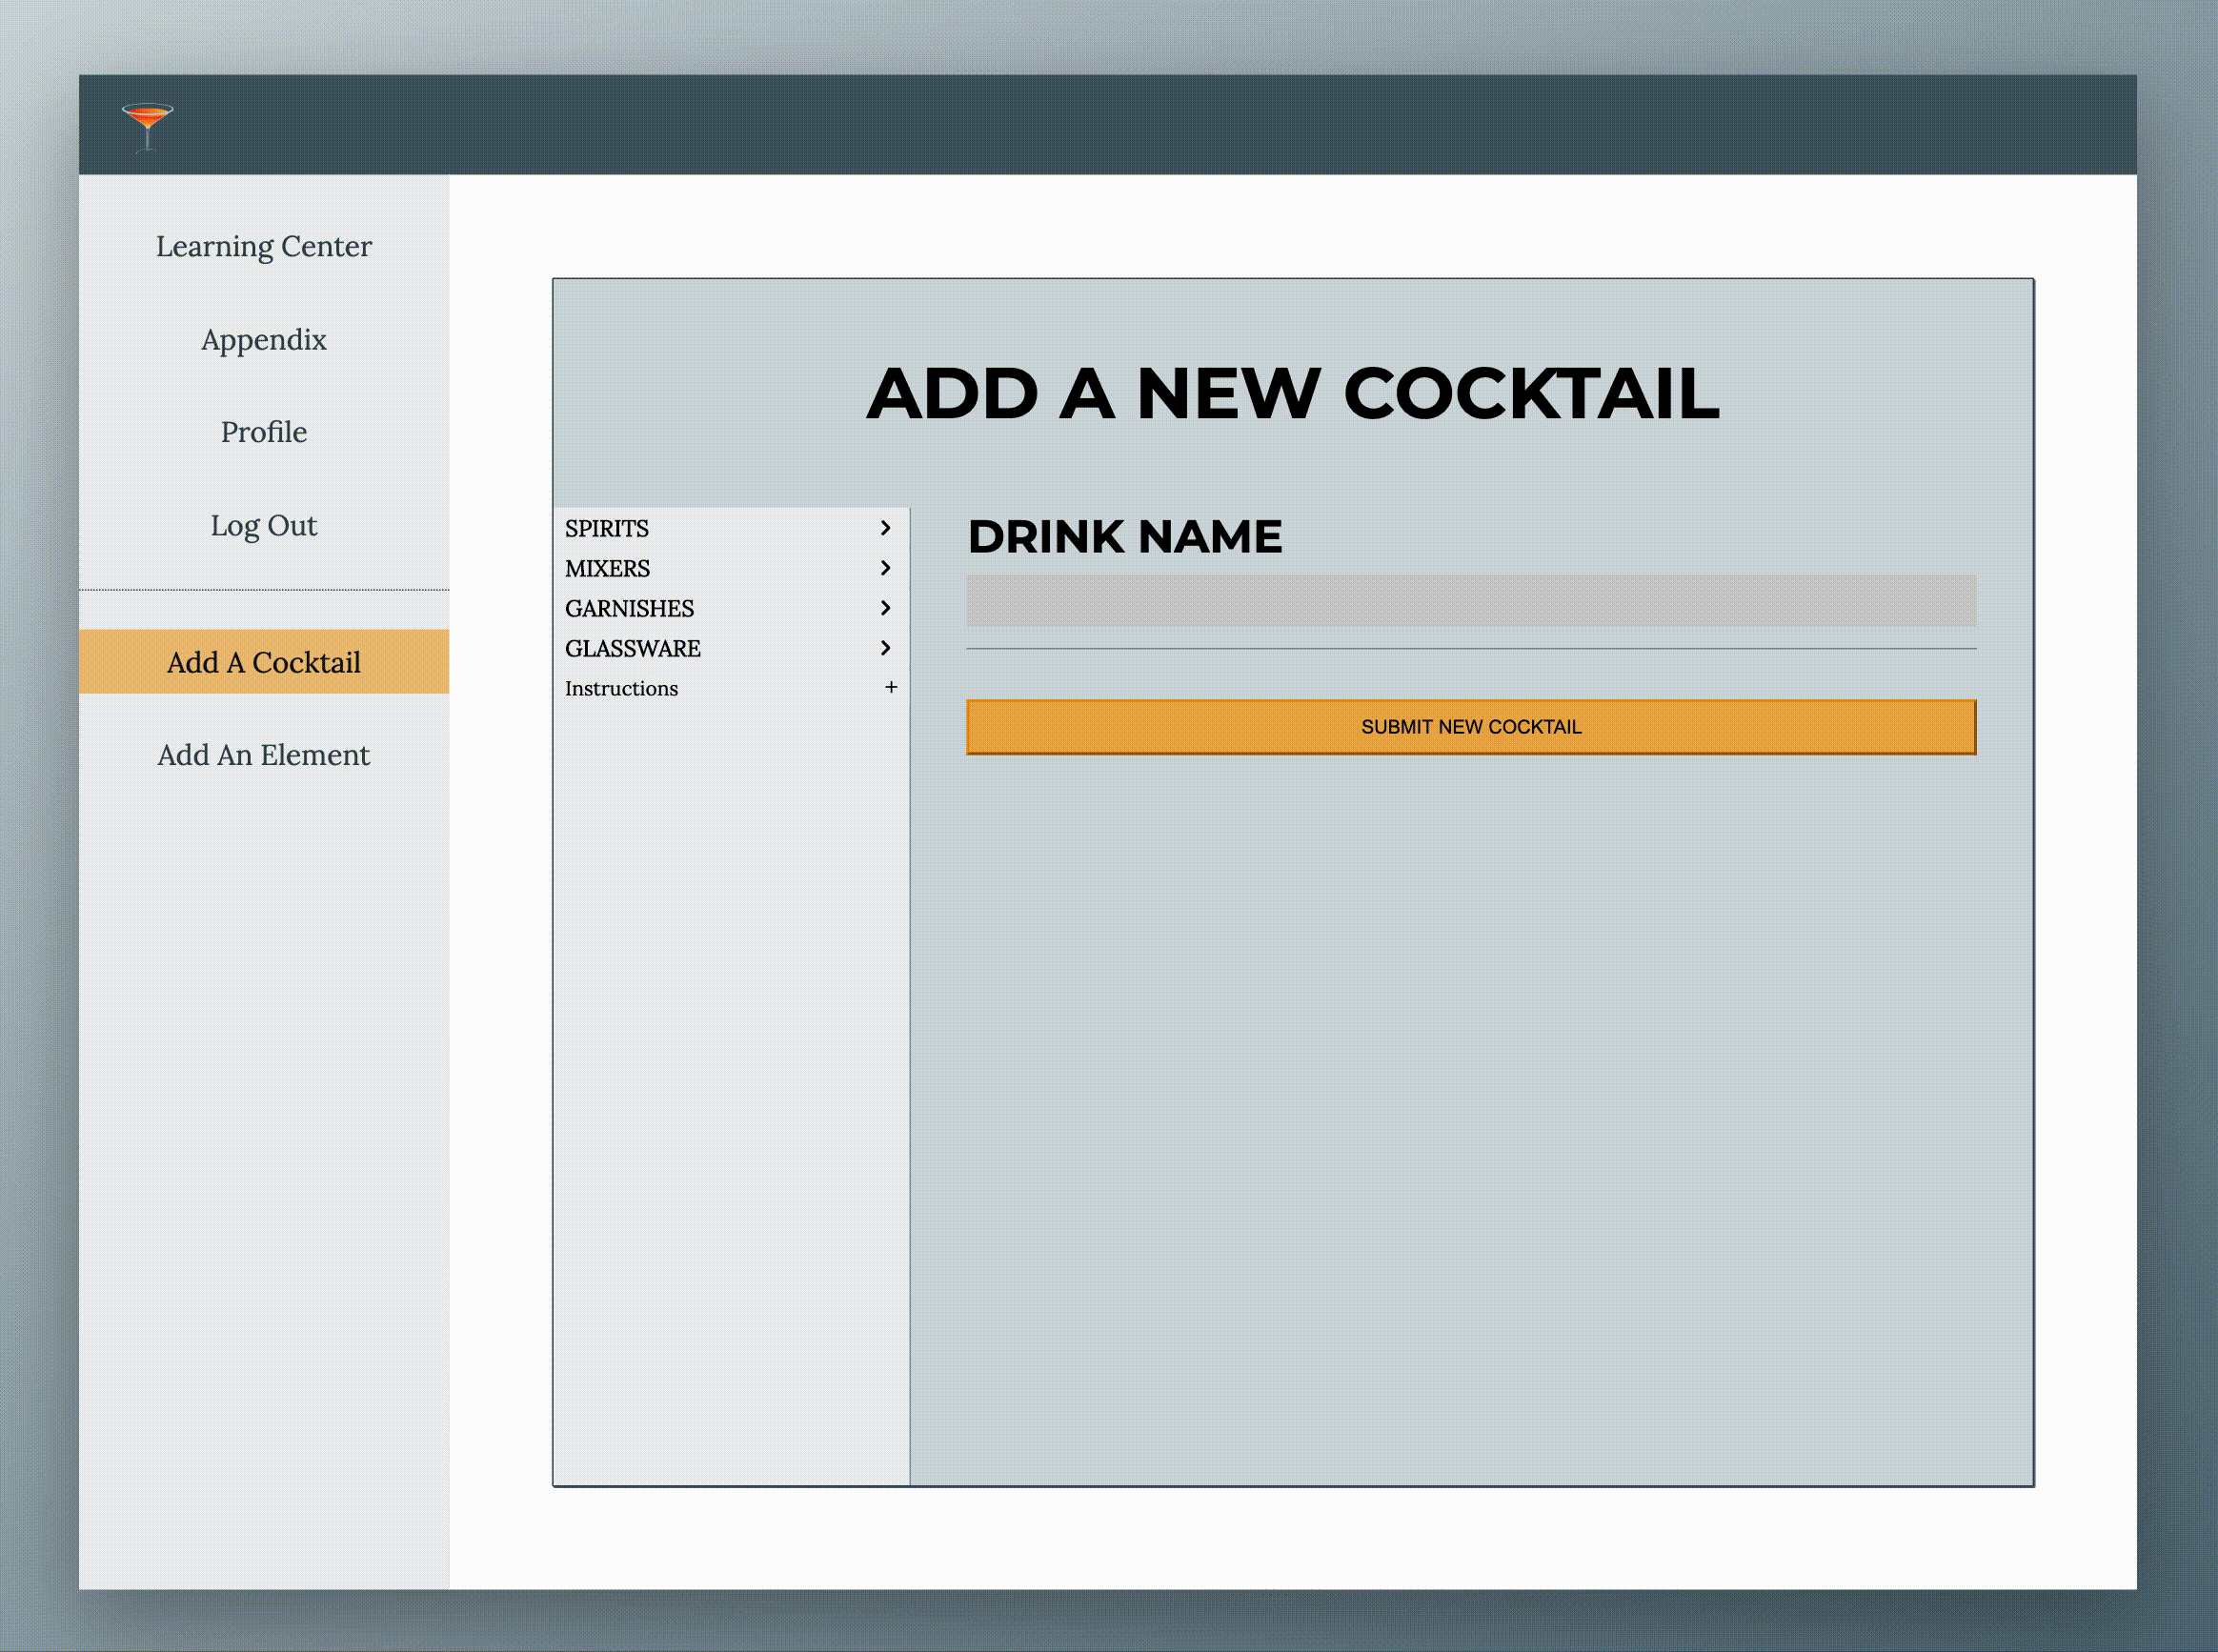 Learning Center
Appendix
Profile
Log Out
Add A Cocktail
Add An Element
ADD A NEW COCKTAIL
SPIRITS
MIXERS
GARNISHES
GLASSWARE
Instructions +
DRINK NAME
SUBMIT NEW COCKTAIL